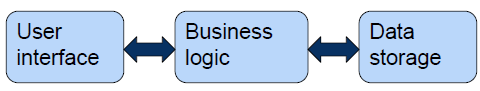 User
interface
Business
logic
Data
storage